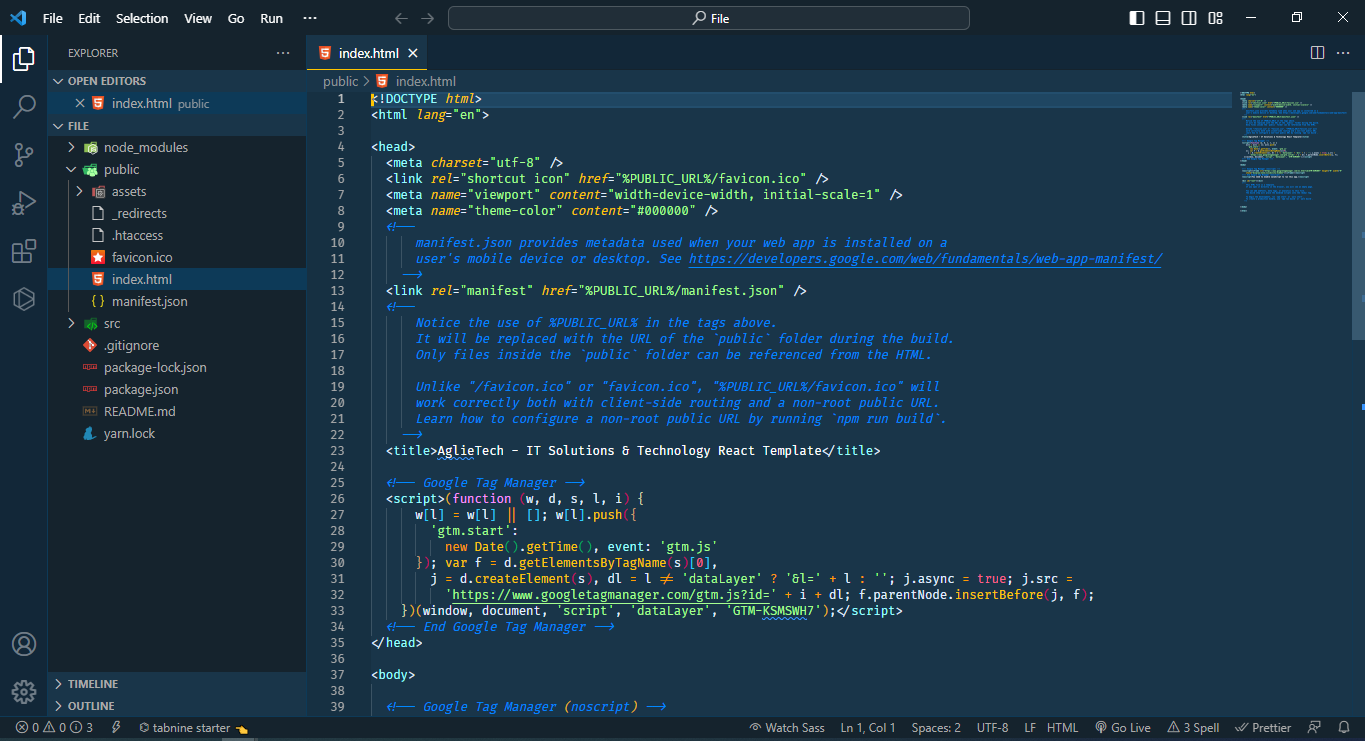 File Edit Selection View Go Run ··· File
EXPLORER ···
OPEN EDITORS
index.html public
FILE
node_modules
public
assets
_redirects
.htaccess
favicon.ico
index.html
manifest.json
src
.gitignore
package-lock.json
package.json
README.md
yarn.lock
TIMELINE
OUTLINE
index.html
public > index.html
1 <!DOCTYPE html>
2 <html lang="en">
3
4 <head>
5 <meta charset="utf-8" />
6 <link rel="shortcut icon" href="%PUBLIC_URL%/favicon.ico" />
7 <meta name="viewport" content="width=device-width, initial-scale=1" />
8 <meta name="theme-color" content="#000000" />
9 <!--
10 manifest.json provides metadata used when your web app is installed on a
11 user's mobile device or desktop. See https://developers.google.com/web/fundamentals/web-app-manifest/
12 -->
13 <link rel="manifest" href="%PUBLIC_URL%/manifest.json" />
14 <!--
15 Notice the use of %PUBLIC_URL% in the tags above.
16 It will be replaced with the URL of the `public` folder during the build.
17 Only files inside the `public` folder can be referenced from the HTML.
18
19 Unlike "/favicon.ico" or "favicon.ico", "%PUBLIC_URL%/favicon.ico" will
20 work correctly both with client-side routing and a non-root public URL.
21 Learn how to configure a non-root public URL by running `npm run build`.
22 -->
23 <title>AglieTech - IT Solutions & Technology React Template</title>
24
25 <!-- Google Tag Manager -->
26 <script>(function (w, d, s, l, i) {
27 w[l] = w[l] || []; w[l].push({
28 'gtm.start':
29 new Date().getTime(), event: 'gtm.js'
30 }); var f = d.getElementsByTagName(s)[0],
31 j = d.createElement(s), dl = l != 'dataLayer' ? '&l=' + l : ''; j.async = true; j.src =
32 'https://www.googletagmanager.com/gtm.js?id=' + i + dl; f.parentNode.insertBefore(j, f);
33 })(window, document, 'script', 'dataLayer', 'GTM-KSMSWH7');</script>
34 <!-- End Google Tag Manager -->
35 </head>
36
37 <body>
38
39 <!-- Google Tag Manager (noscript) -->
0 0 3 tabnine starter Watch Sass Ln 1, Col 1 Spaces: 2 UTF-8 LF HTML Go Live 3 Spell Prettier